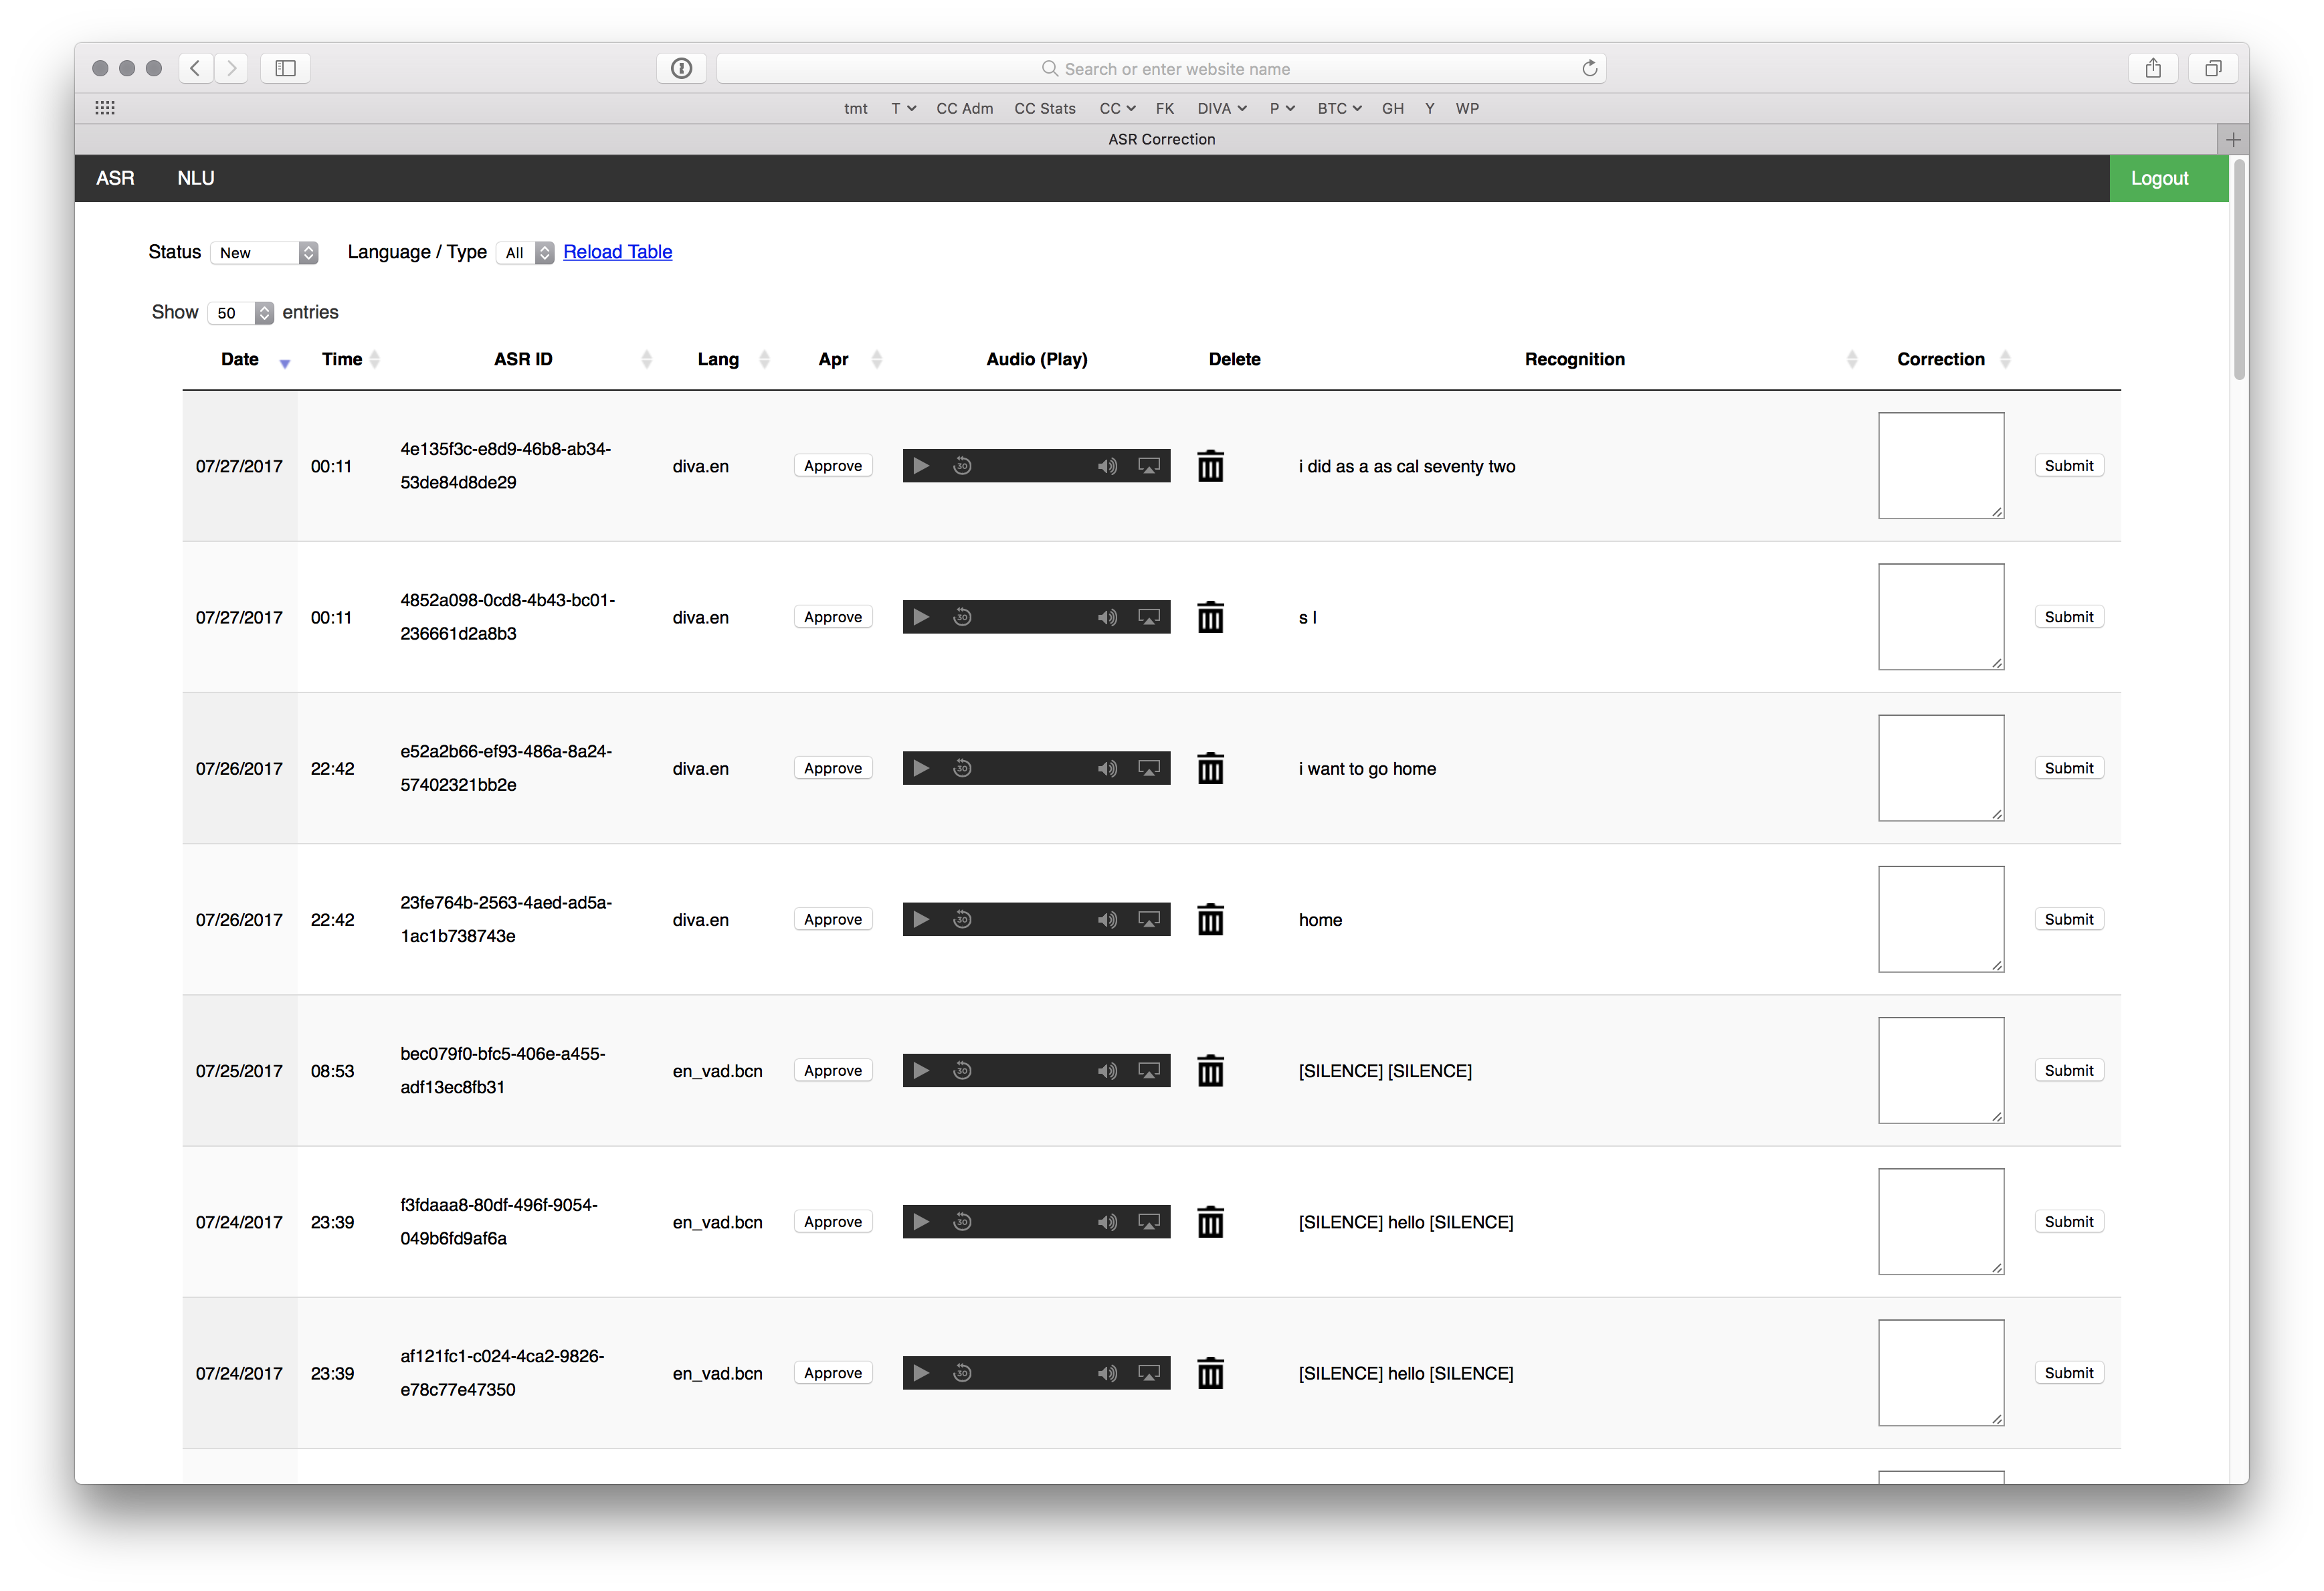 Search or enter website name
tmt T CC Adm CC Stats CC FK DIVA P BTC GH Y WP
ASR Correction
ASR NLU Logout
Status New Language / Type All Reload Table
Show 50 entries
Date Time ASR ID Lang Apr Audio (Play) Delete Recognition Correction
4e135f3c-e8d9-46b8-ab34-
07/27/2017 00:11 diva.en Approve 30 i did as a as cal seventy two Submit
53de84d8de29
4852a098-0cd8-4b43-bc01-
07/27/2017 00:11 diva.en Approve 30 s l Submit
236661d2a8b3
e52a2b66-ef93-486a-8a24-
07/26/2017 22:42 diva.en Approve 30 i want to go home Submit
57402321bb2e
23fe764b-2563-4aed-ad5a-
07/26/2017 22:42 diva.en Approve 30 home Submit
1ac1b738743e
bec079f0-bfc5-406e-a455-
07/25/2017 08:53 en_vad.bcn Approve 30 [SILENCE] [SILENCE] Submit
adf13ec8fb31
f3fdaaa8-80df-496f-9054-
07/24/2017 23:39 en_vad.bcn Approve 30 [SILENCE] hello [SILENCE] Submit
049b6fd9af6a
af121fc1-c024-4ca2-9826-
07/24/2017 23:39 en_vad.bcn Approve 30 [SILENCE] hello [SILENCE] Submit
e78c77e47350